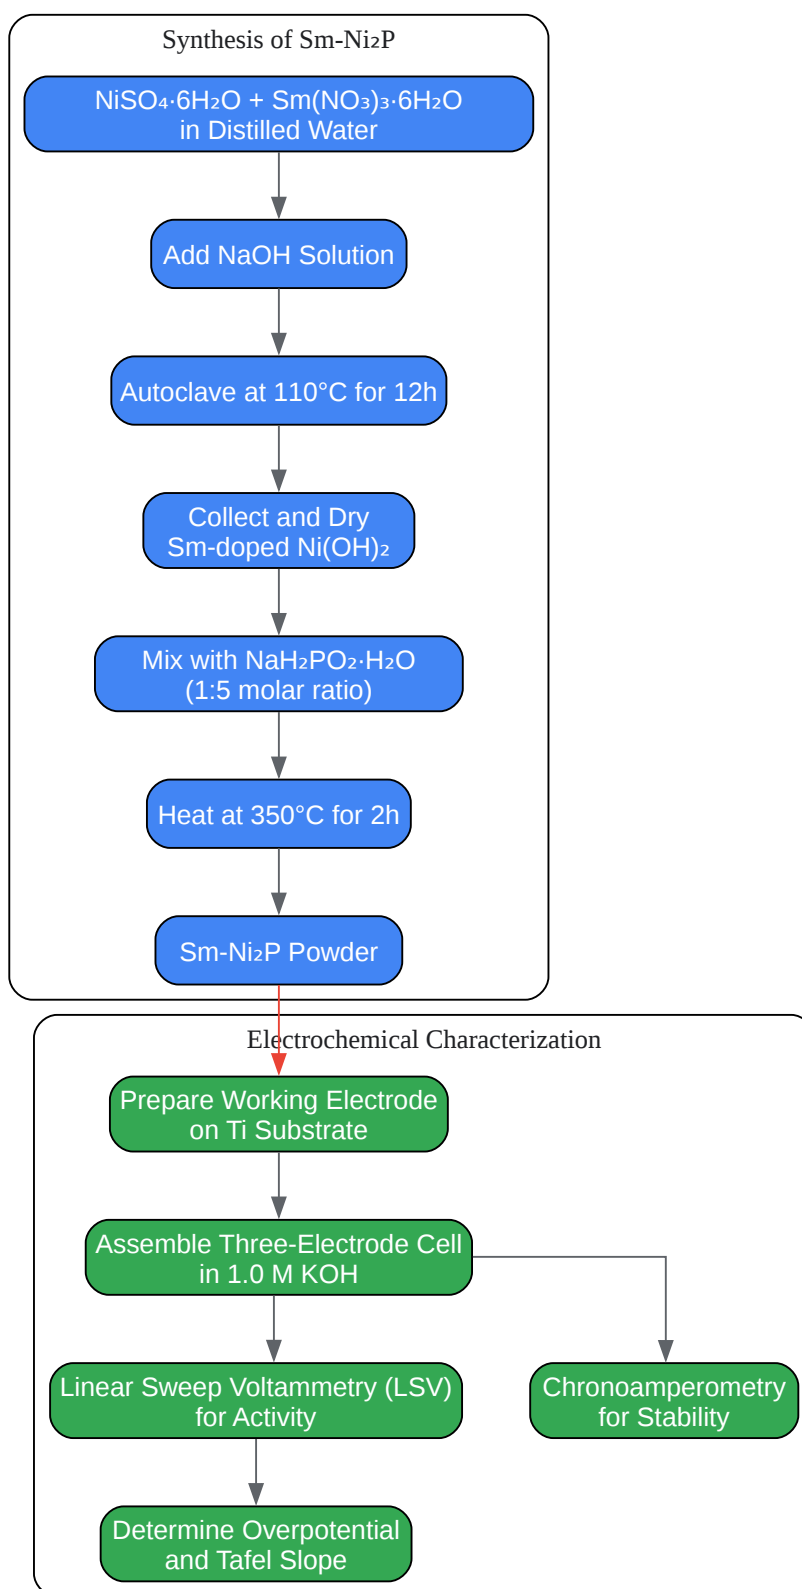 Synthesis of Sm-Ni₂P
NiSO₄·6H₂O + Sm(NO₃)₃·6H₂O
in Distilled Water
Add NaOH Solution
Autoclave at 110°C for 12h
Collect and Dry
Sm-doped Ni(OH)₂
Mix with NaH₂PO₂·H₂O
(1:5 molar ratio)
Heat at 350°C for 2h
Sm-Ni₂P Powder
Electrochemical Characterization
Prepare Working Electrode
on Ti Substrate
Assemble Three-Electrode Cell
in 1.0 M KOH
Linear Sweep Voltammetry (LSV)
for Activity
Chronoamperometry
for Stability
Determine Overpotential
and Tafel Slope